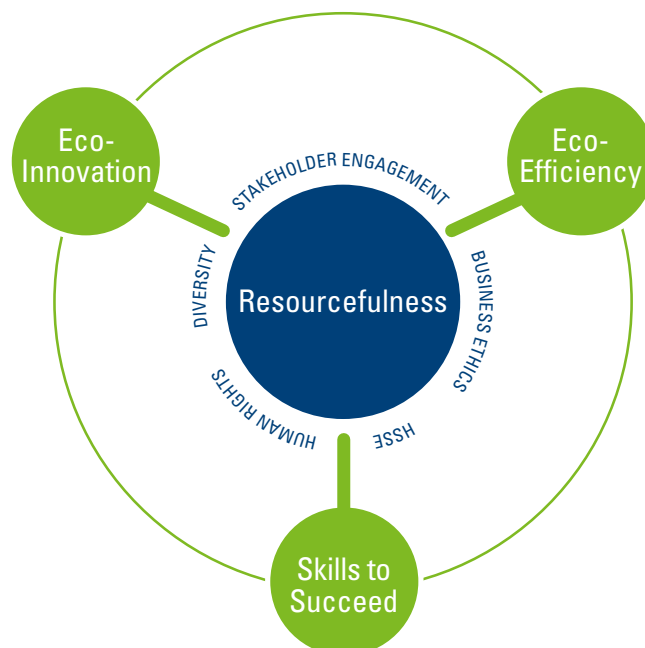 Eco-
Innovation
Eco-
Efficiency
STAKEHOLDER ENGAGEMENT
DIVERSITY
Resourcefulness
BUSINESS ETHICS
HUMAN RIGHTS
HSSE
Skills to
Succeed